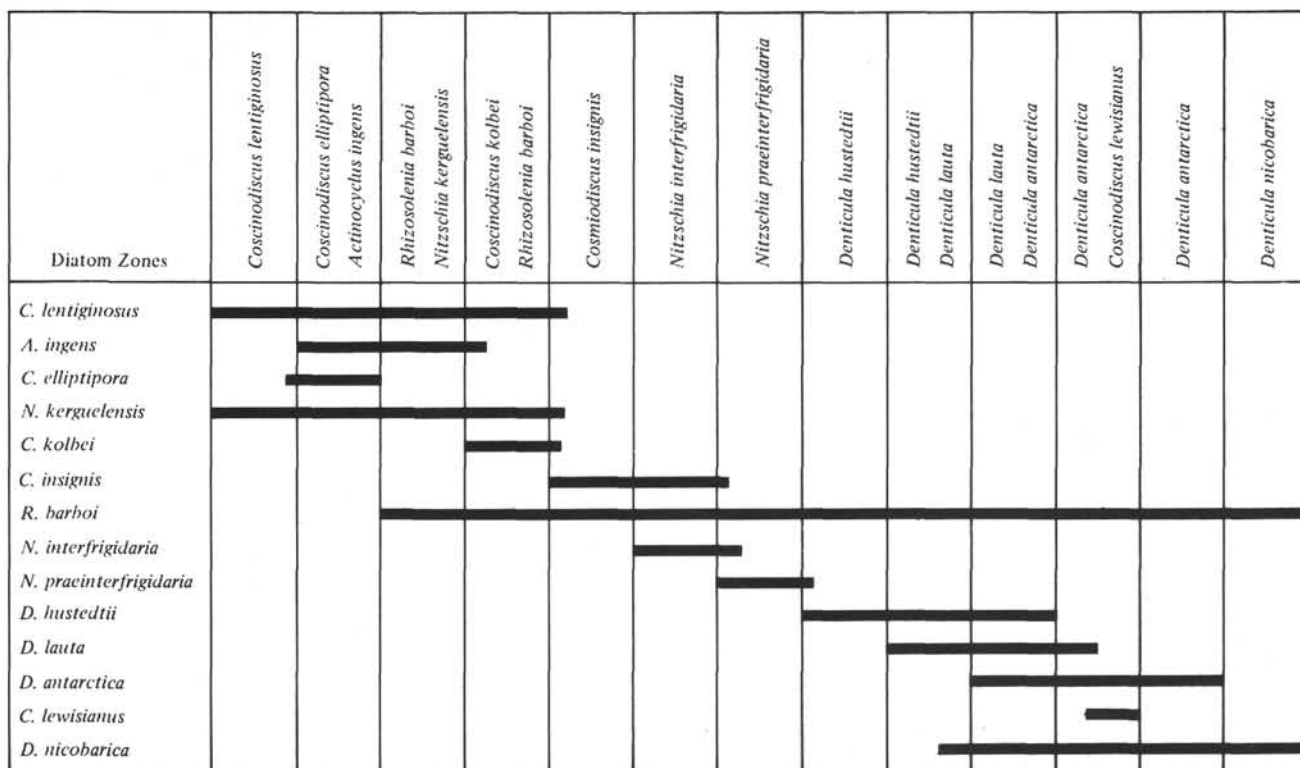 Diatom Zones
Coscinodiscus lentiginosus
Coscinodiscus elliptipora
Actinocyclus ingens
Rhizosolenia barboi
Nitzschia kerguelensis
Coscinodiscus kolbei
Rhizosolenia barboi
Cosmiodiscus insignis
Nitzschia interfrigidaria
Nitzschia praeinterfrigidaria
Denticula hustedtii
Denticula hustedtii
Denticula lauta
Denticula lauta
Denticula antarctica
Denticula antarctica
Coscinodiscus lewisianus
Denticula antarctica
Denticula nicobarica
C. lentiginosus
A. ingens
C. elliptipora
N. kerguelensis
C. kolbei
C. insignis
R. barboi
N. interfrigidaria
N. praeinterfrigidaria
D. hustedtii
D. lauta
D. antarctica
C. lewisianus
D. nicobarica